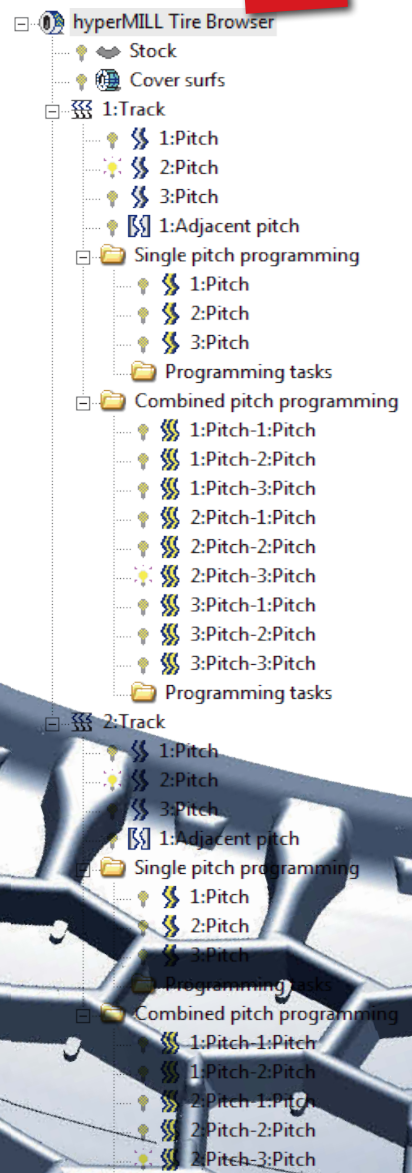 hyperMILL Tire Browser
Stock
Cover surfs
1:Track
1:Pitch
2:Pitch
3:Pitch
1:Adjacent pitch
Single pitch programming
1:Pitch
2:Pitch
3:Pitch
Programming tasks
Combined pitch programming
1:Pitch-1:Pitch
1:Pitch-2:Pitch
1:Pitch-3:Pitch
2:Pitch-1:Pitch
2:Pitch-2:Pitch
2:Pitch-3:Pitch
3:Pitch-1:Pitch
3:Pitch-2:Pitch
3:Pitch-3:Pitch
Programming tasks
2:Track
1:Pitch
2:Pitch
3:Pitch
1:Adjacent pitch
Single pitch programming
1:Pitch
2:Pitch
3:Pitch
Programming tasks
Combined pitch programming
1:Pitch-1:Pitch
1:Pitch-2:Pitch
2:Pitch-1:Pitch
2:Pitch-2:Pitch
2:Pitch-3:Pitch